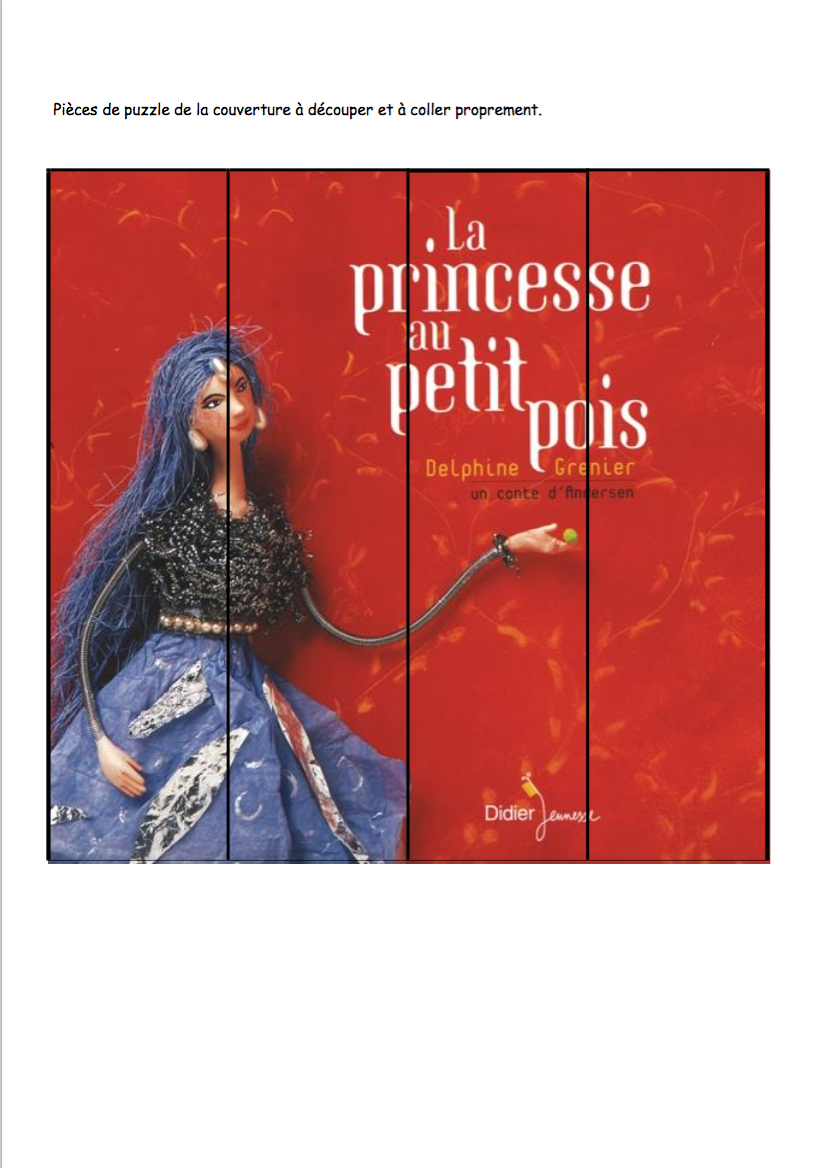 Pièces de puzzle de la couverture à découper et à coller proprement.
La
princesse
au
petit
pois
Delphine Grenier
un conte d'Andersen
Didier Jeunesse